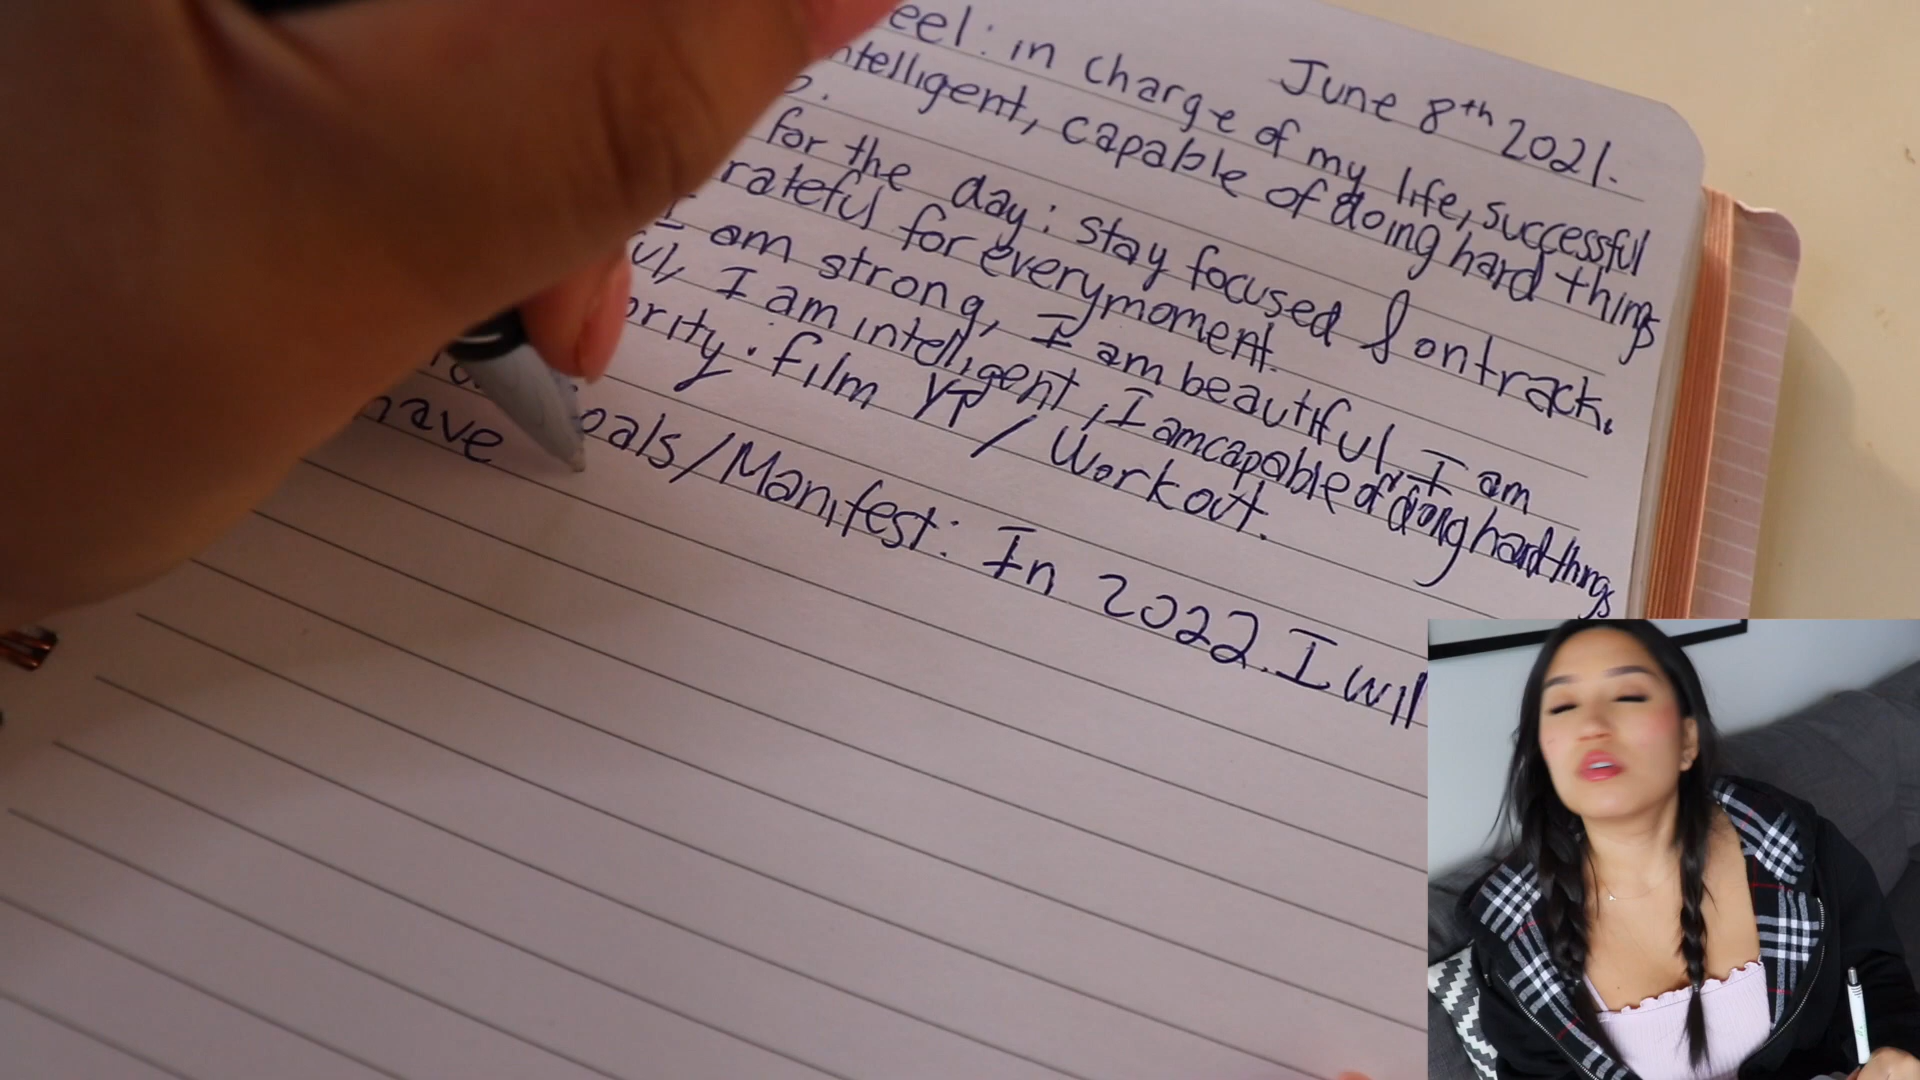 June 8th 2021.
eel: in charge of my life, successful
ntelligent, capable of doing hard things
for the day: stay focused & on track.
rateful for every moment.
I am strong, I am beautiful, I am
ul, I am intelligent, I am capable of doing hard things
ority: film YT / Workout.
oals/Manifest: In 2022 I will
have